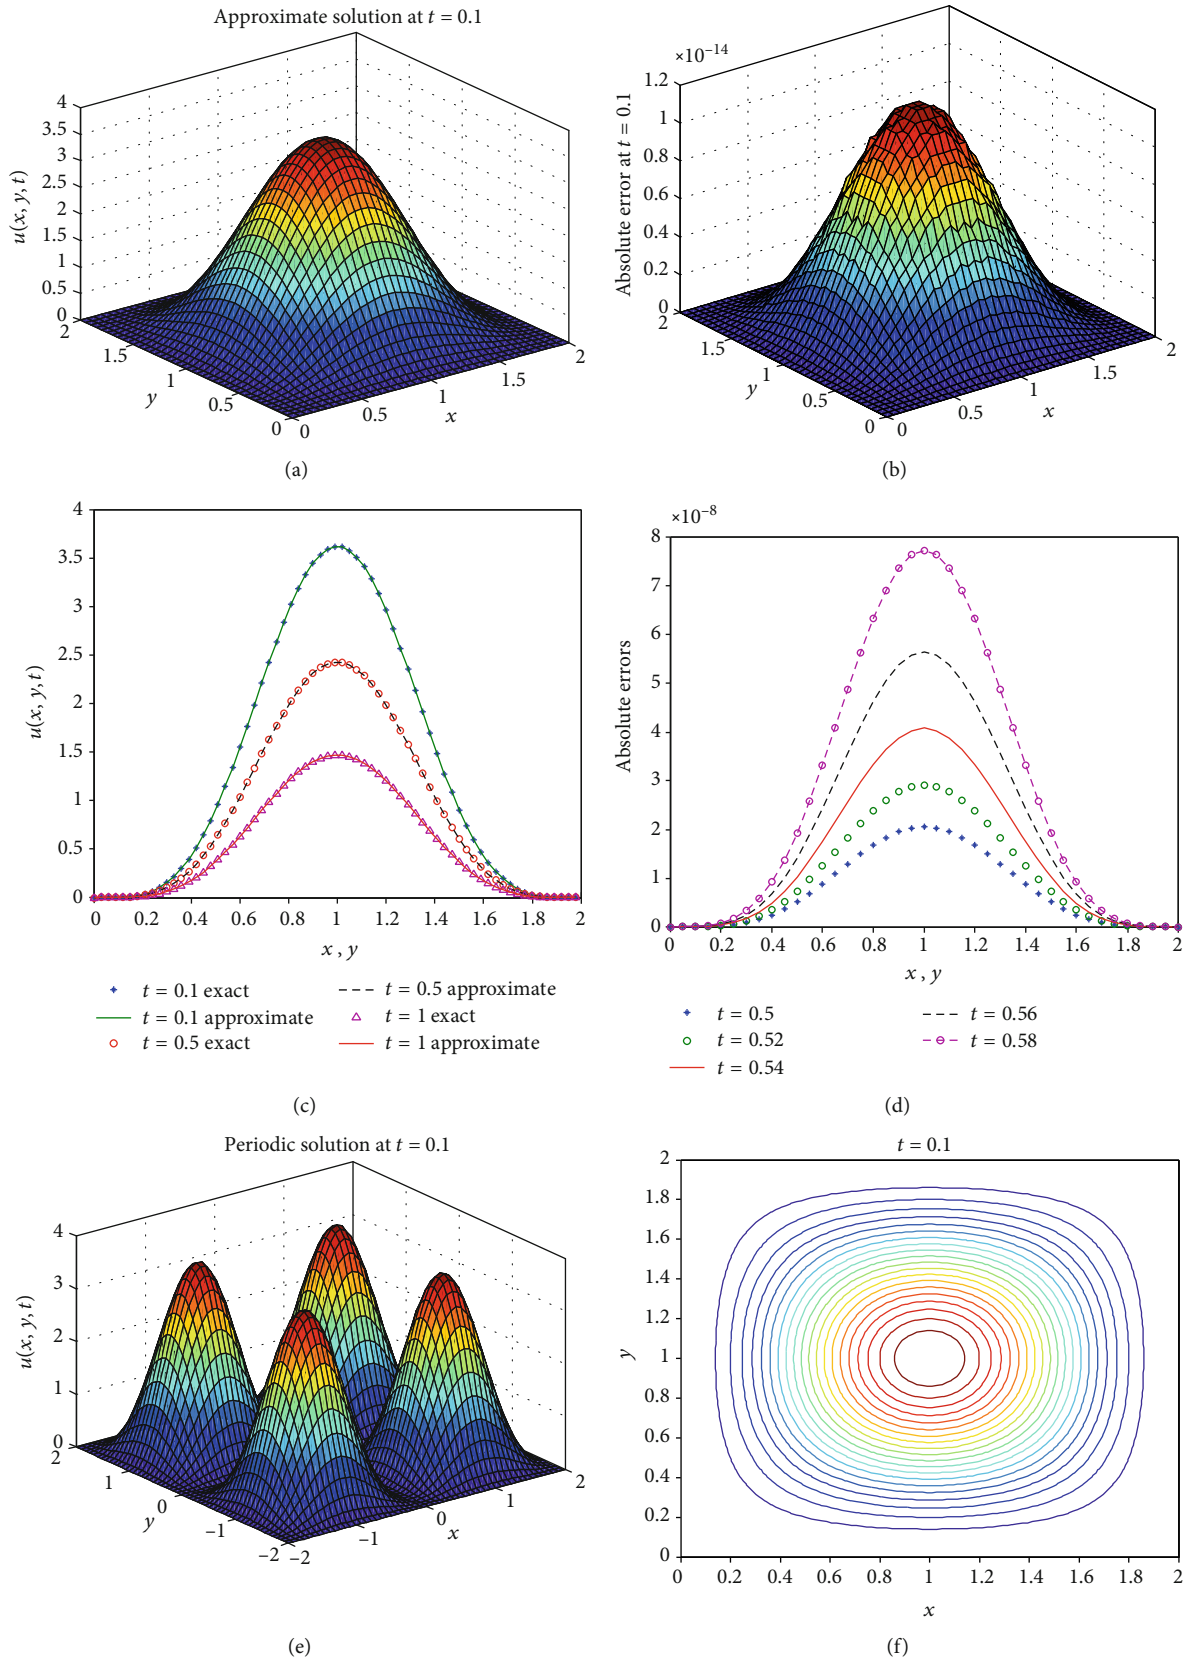 Approximate solution at t = 0.1
u(x, y, t)
4
3.5
3
2.5
2
1.5
1
0.5
0
2
1.5
1
0.5
0
y
0
0.5
1
1.5
2
x
(a)
×10−14
Absolute error at t = 0.1
1.2
1
0.8
0.6
0.4
0.2
0
2
1.5
1
0.5
0
y
0
0.5
1
1.5
2
x
(b)
u(x, y,t)
4
3.5
3
2.5
2
1.5
1
0.5
0
0 0.2 0.4 0.6 0.8 1 1.2 1.4 1.6 1.8 2
x , y
t = 0.1 exact
t = 0.1 approximate
t = 0.5 exact
t = 0.5 approximate
t = 1 exact
t = 1 approximate
(c)
×10−8
Absolute errors
8
7
6
5
4
3
2
1
0
0 0.2 0.4 0.6 0.8 1 1.2 1.4 1.6 1.8 2
x , y
t = 0.5
t = 0.52
t = 0.54
t = 0.56
t = 0.58
(d)
Periodic solution at t = 0.1
u(x, y, t)
4
3
2
1
0
2
1
0
−1
−2
y
−2
−1
0
1
2
x
(e)
t = 0.1
y
2
1.8
1.6
1.4
1.2
1
0.8
0.6
0.4
0.2
0
0 0.2 0.4 0.6 0.8 1 1.2 1.4 1.6 1.8 2
x
(f)